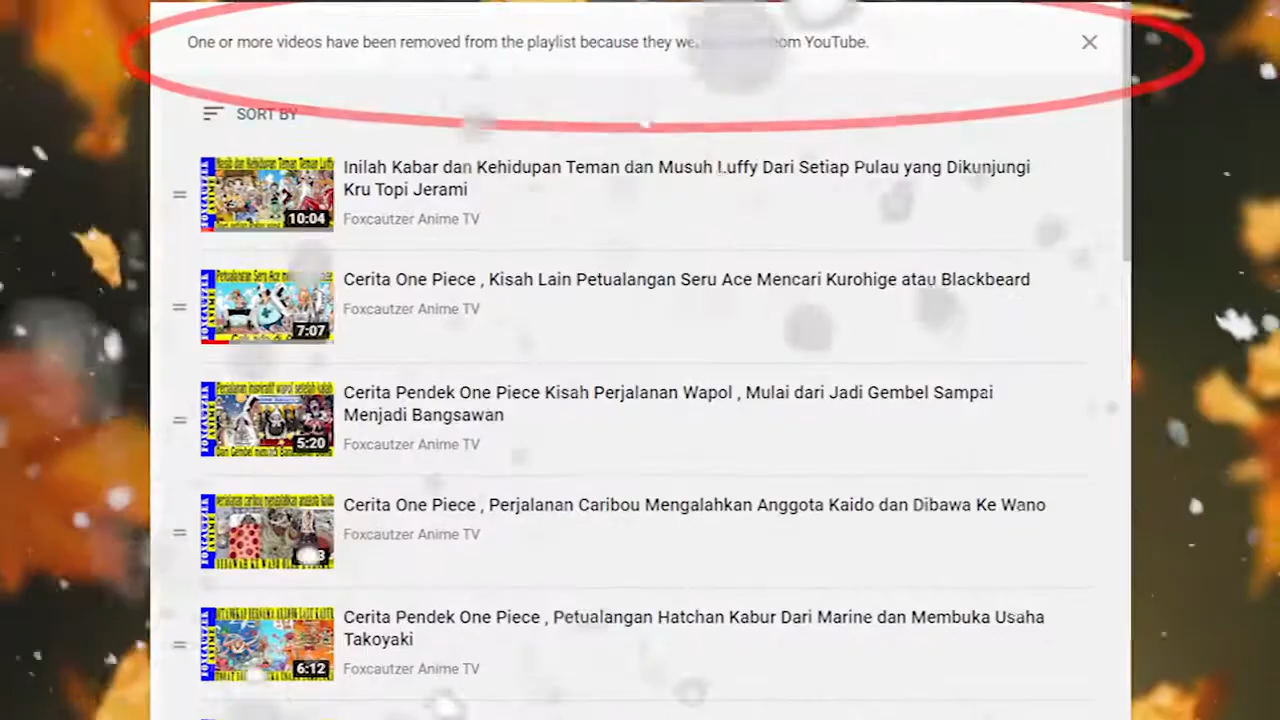 One or more videos have been removed from the playlist because they from YouTube.
SORT BY
Inilah Kabar dan Kehidupan Teman dan Musuh Luffy Dari Setiap Pulau yang Dikunjungi
Kru Topi Jerami
10:04
Foxcautzer Anime TV
Cerita One Piece , Kisah Lain Petualangan Seru Ace Mencari Kurohige atau Blackbeard
Foxcautzer Anime TV
7:07
Cerita Pendek One Piece Kisah Perjalanan Wapol , Mulai dari Jadi Gembel Sampai
Menjadi Bangsawan
5:20
Foxcautzer Anime TV
Cerita One Piece , Perjalanan Caribou Mengalahkan Anggota Kaido dan Dibawa Ke Wano
Foxcautzer Anime TV
Cerita Pendek One Piece , Petualangan Hatchan Kabur Dari Marine dan Membuka Usaha
Takoyaki
6:12
Foxcautzer Anime TV